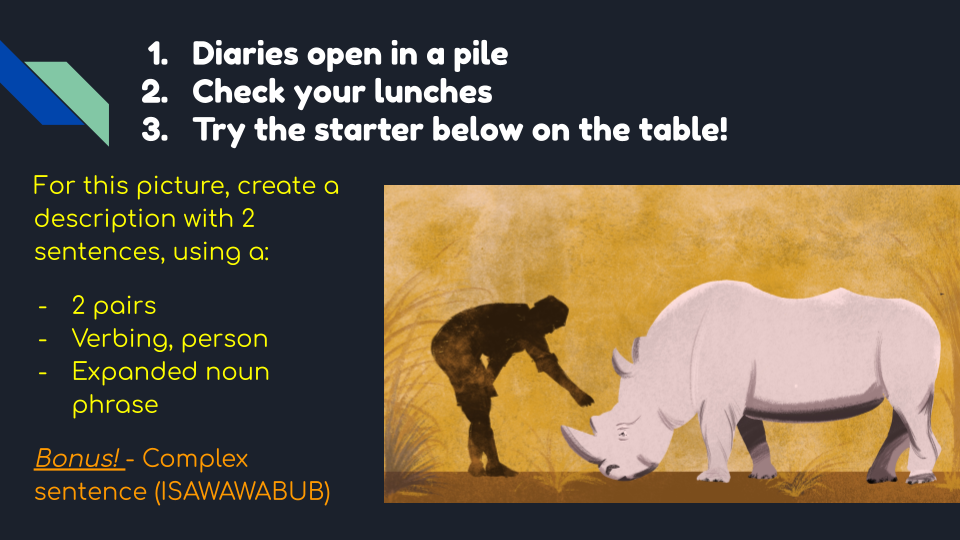 1. Diaries open in a pile
2. Check your lunches
3. Try the starter below on the table!
For this picture, create a
description with 2
sentences, using a:
- 2 pairs
- Verbing, person
- Expanded noun
phrase
Bonus! - Complex
sentence (ISAWAWABUB)